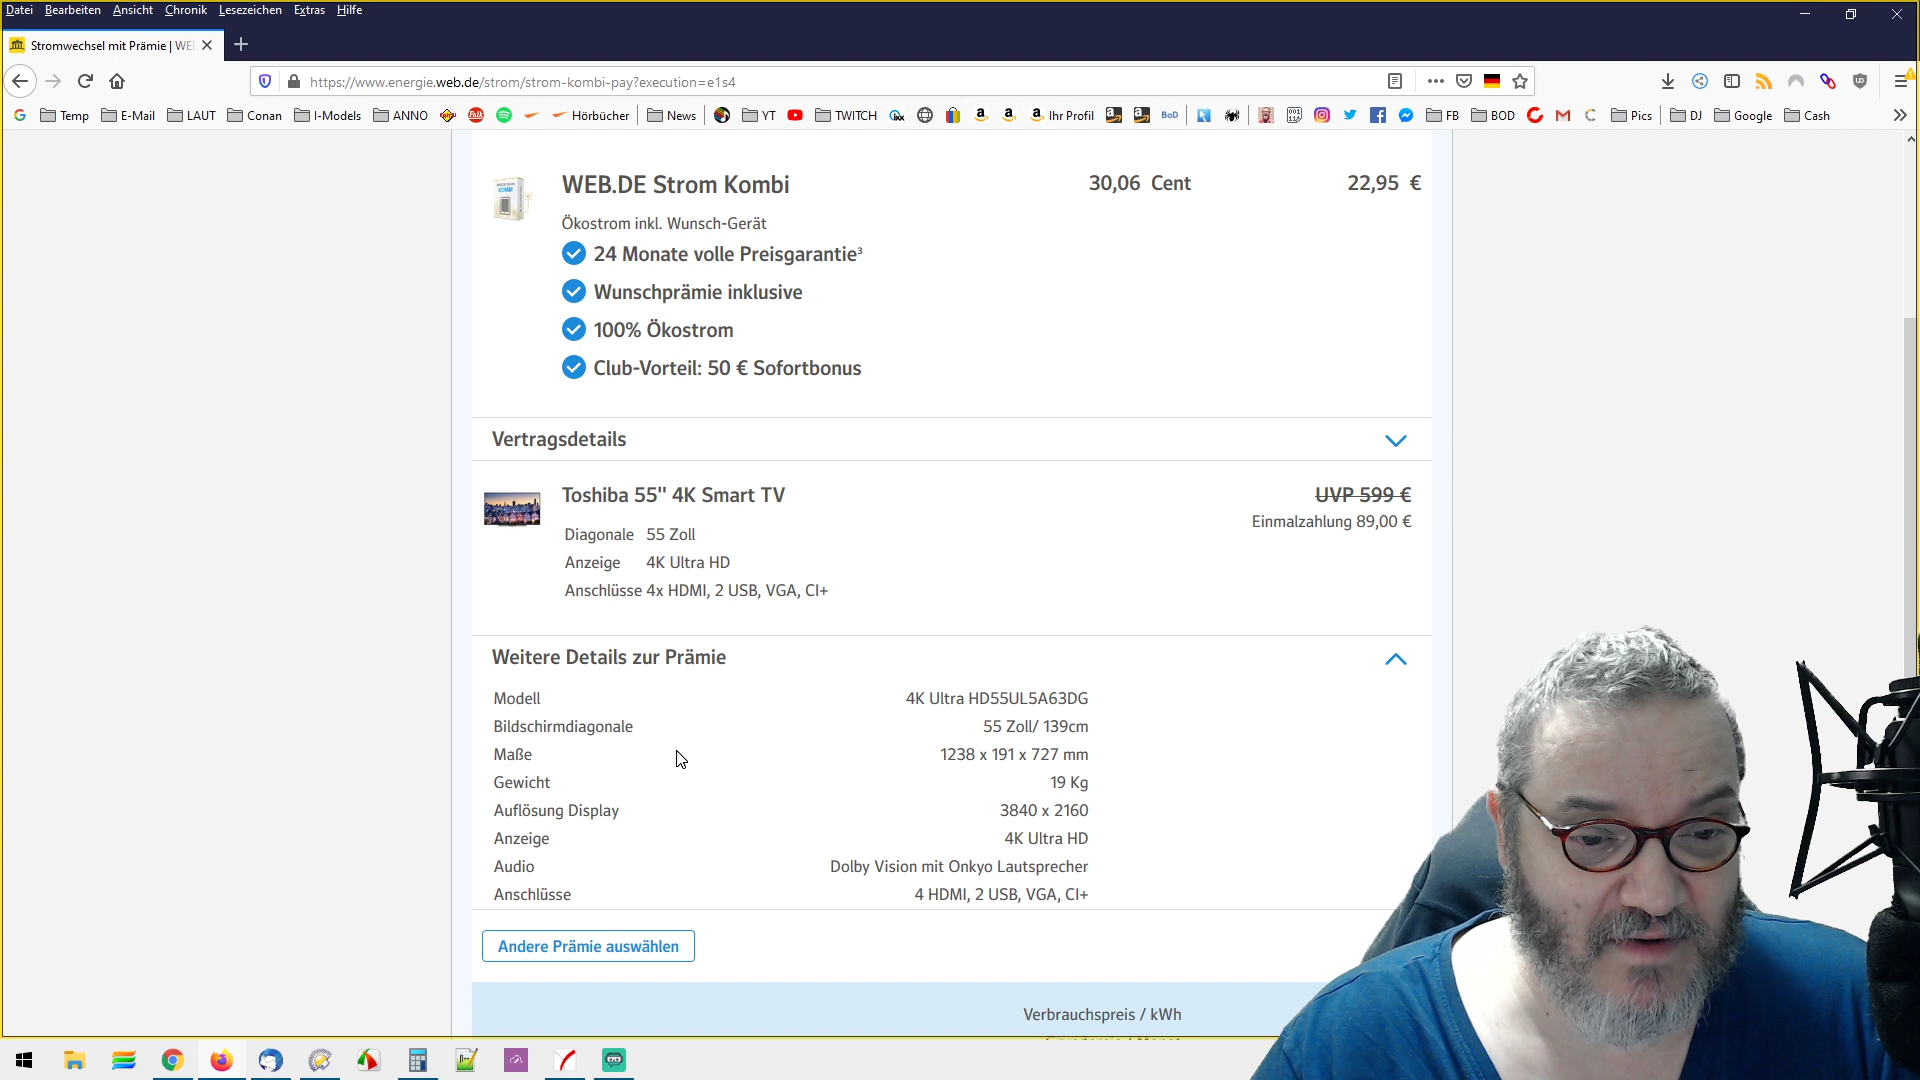 Datei Bearbeiten Ansicht Chronik Lesezeichen Extras Hilfe
Stromwechsel mit Prämie | WE
https://www.energie.web.de/strom/strom-kombi-pay?execution=e1s4
Temp E-Mail LAUT Conan I-Models ANNO Hörbücher News YT TWITCH Ihr Profil BoD FB BOD Pics DJ Google Cash
WEB.DE Strom Kombi 30,06 Cent 22,95 €
Ökostrom inkl. Wunsch-Gerät
24 Monate volle Preisgarantie³
Wunschprämie inklusive
100% Ökostrom
Club-Vorteil: 50 € Sofortbonus
Vertragsdetails
Toshiba 55'' 4K Smart TV UVP 599 €
Einmalzahlung 89,00 €
Diagonale 55 Zoll
Anzeige 4K Ultra HD
Anschlüsse 4x HDMI, 2 USB, VGA, CI+
Weitere Details zur Prämie
Modell 4K Ultra HD55UL5A63DG
Bildschirmdiagonale 55 Zoll/ 139cm
Maße 1238 x 191 x 727 mm
Gewicht 19 Kg
Auflösung Display 3840 x 2160
Anzeige 4K Ultra HD
Audio Dolby Vision mit Onkyo Lautsprecher
Anschlüsse 4 HDMI, 2 USB, VGA, CI+
Andere Prämie auswählen
Verbrauchspreis / kWh